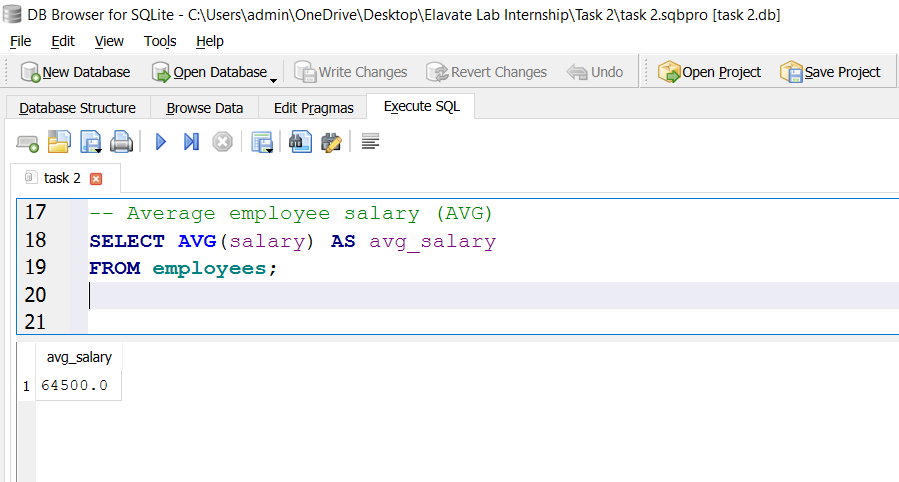 DB Browser for SQLite - C:\Users\admin\OneDrive\Desktop\Elavate Lab Internship\Task 2\task 2.sqbpro [task 2.db]
File Edit View Tools Help
New Database Open Database Write Changes Revert Changes Undo Open Project Save Project
Database Structure Browse Data Edit Pragmas Execute SQL
task 2
17 -- Average employee salary (AVG)
18 SELECT AVG(salary) AS avg_salary
19 FROM employees;
20
21
avg_salary
1 64500.0